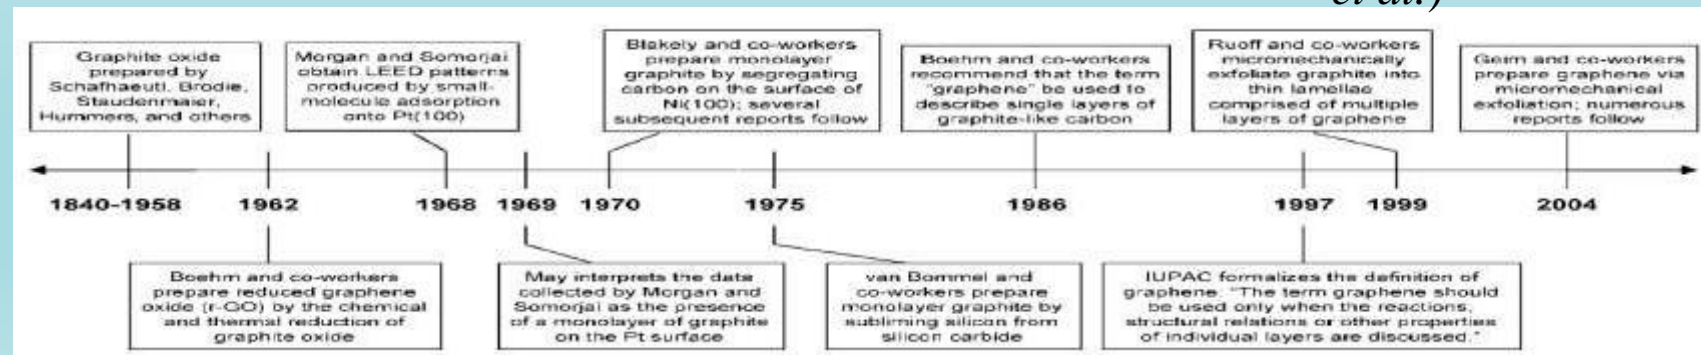 et al.)
Graphite oxide
prepared by
Schafhaeutl, Brodie,
Staudenmaier,
Hummers, and others
Morgan and Somorjai
obtain LEED patterns
produced by small-
molecule adsorption
onto Pt(100)
Blakely and co-workers
prepare monolayer
graphite by segregating
carbon on the surface of
Ni(100); several
subsequent reports follow
Boehm and co-workers
recommend that the term
"graphene" be used to
describe single layers of
graphite-like carbon
Ruoff and co-workers
micromechanically
exfoliate graphite into
thin lamellae
comprised of multiple
layers of graphene
Geim and co-workers
prepare graphene via
micromechanical
exfoliation; numerous
reports follow
1840-1958 1962 1968 1969 1970 1975 1986 1997 1999 2004
Boehm and co-workers
prepare reduced graphene
oxide (r-GO) by the chemical
and thermal reduction of
graphite oxide
May interprets the data
collected by Morgan and
Somorjai as the presence
of a monolayer of graphite
on the Pt surface
van Bommel and
co-workers prepare
monolayer graphite by
subliming silicon from
silicon carbide
IUPAC formalizes the definition of
graphene: "The term graphene should
be used only when the reactions,
structural relations or other properties
of individual layers are discussed."